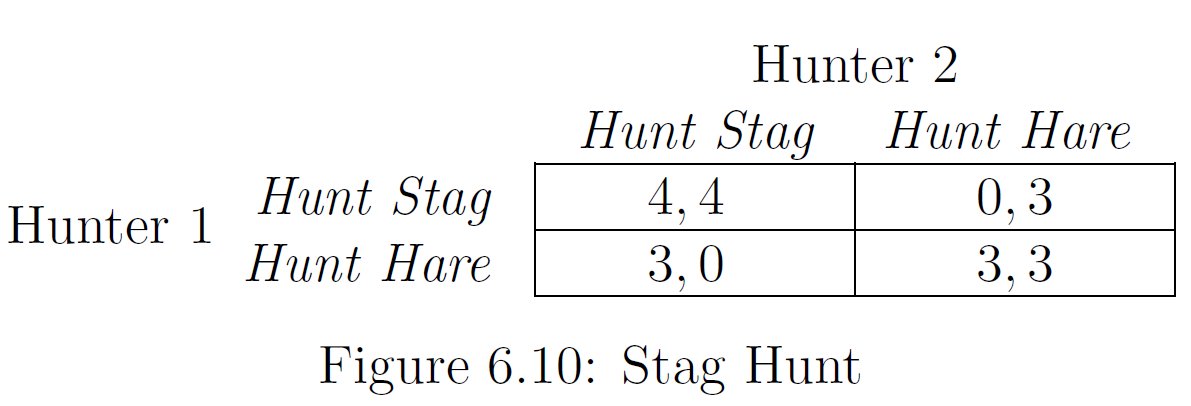 Hunter 2
Hunt Stag Hunt Hare
Hunt Stag 4, 4 0, 3
Hunter 1
Hunt Hare 3, 0 3, 3
Figure 6.10: Stag Hunt